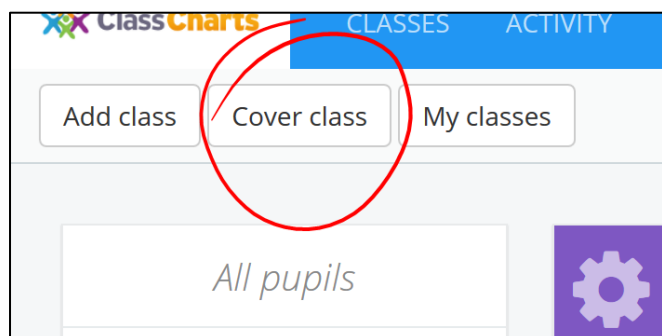 ClassCharts CLASSES ACTIVITY
Add class Cover class My classes
All pupils